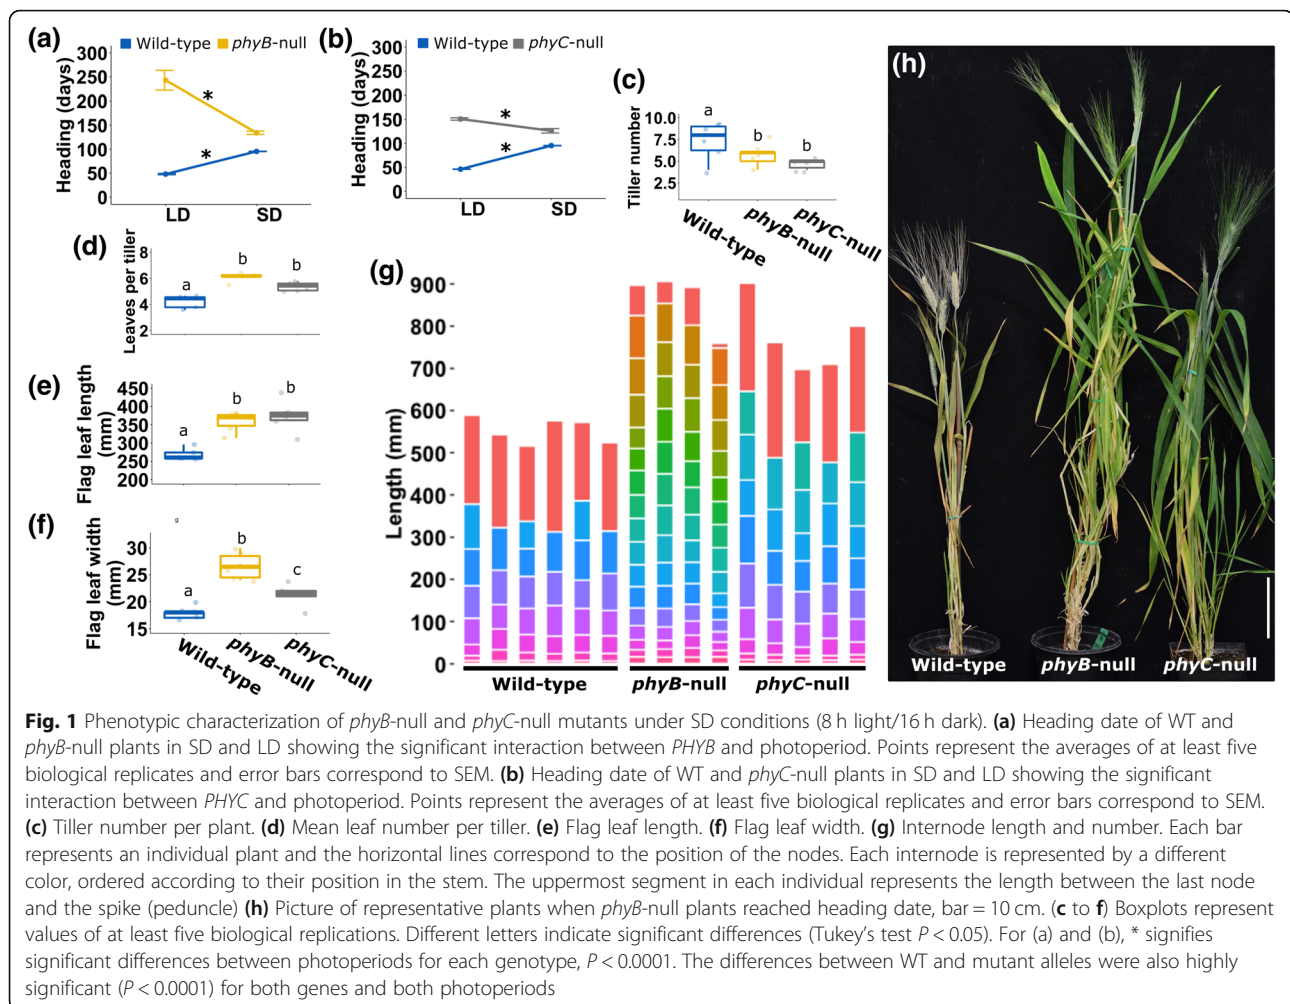 (a)
Wild-type phyB-null
Heading (days)
300
250
200
150
100
50
0
*
*
LD SD
(b)
Wild-type phyC-null
Heading (days)
300
250
200
150
100
50
0
*
*
LD SD
(c)
Tiller number
10.0
7.5
5.0
2.5
a
b
b
Wild-type
phyB-null
phyC-null
(d)
Leaves per tiller
8
6
4
2
a
b
b
(e)
Flag leaf length
(mm)
450
400
350
300
250
200
a
b
b
(f)
Flag leaf width
(mm)
30
25
20
15
g
a
b
c
Wild-type
phyB-null
phyC-null
(g)
Length (mm)
900
800
700
600
500
400
300
200
100
0
Wild-type phyB-null phyC-null
(h)
Wild-type phyB-null phyC-null
Fig. 1 Phenotypic characterization of phyB-null and phyC-null mutants under SD conditions (8 h light/16 h dark). (a) Heading date of WT and
phyB-null plants in SD and LD showing the significant interaction between PHYB and photoperiod. Points represent the averages of at least five
biological replicates and error bars correspond to SEM. (b) Heading date of WT and phyC-null plants in SD and LD showing the significant
interaction between PHYC and photoperiod. Points represent the averages of at least five biological replicates and error bars correspond to SEM.
(c) Tiller number per plant. (d) Mean leaf number per tiller. (e) Flag leaf length. (f) Flag leaf width. (g) Internode length and number. Each bar
represents an individual plant and the horizontal lines correspond to the position of the nodes. Each internode is represented by a different
color, ordered according to their position in the stem. The uppermost segment in each individual represents the length between the last node
and the spike (peduncle) (h) Picture of representative plants when phyB-null plants reached heading date, bar = 10 cm. (c to f) Boxplots represent
values of at least five biological replications. Different letters indicate significant differences (Tukey's test P < 0.05). For (a) and (b), * signifies
significant differences between photoperiods for each genotype, P < 0.0001. The differences between WT and mutant alleles were also highly
significant (P < 0.0001) for both genes and both photoperiods